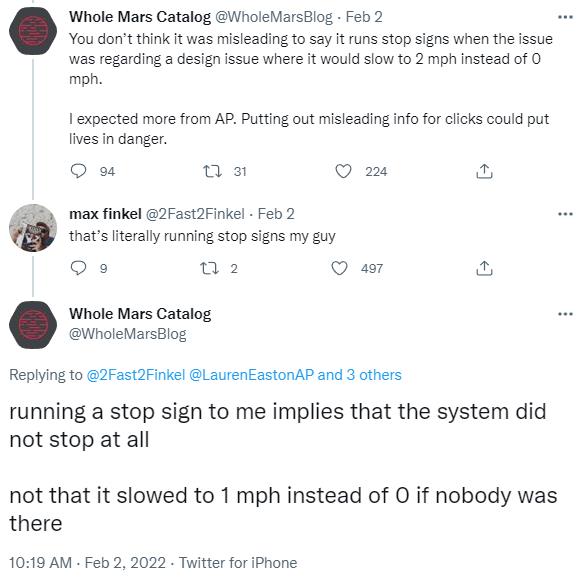 Whole Mars Catalog @WholeMarsBlog · Feb 2
You don't think it was misleading to say it runs stop signs when the issue
was regarding a design issue where it would slow to 2 mph instead of 0
mph.
I expected more from AP. Putting out misleading info for clicks could put
lives in danger.
94 31 224
max finkel @2Fast2Finkel · Feb 2
that's literally running stop signs my guy
9 2 497
Whole Mars Catalog
@WholeMarsBlog
Replying to @2Fast2Finkel @LaurenEastonAP and 3 others
running a stop sign to me implies that the system did
not stop at all
not that it slowed to 1 mph instead of 0 if nobody was
there
10:19 AM · Feb 2, 2022 · Twitter for iPhone